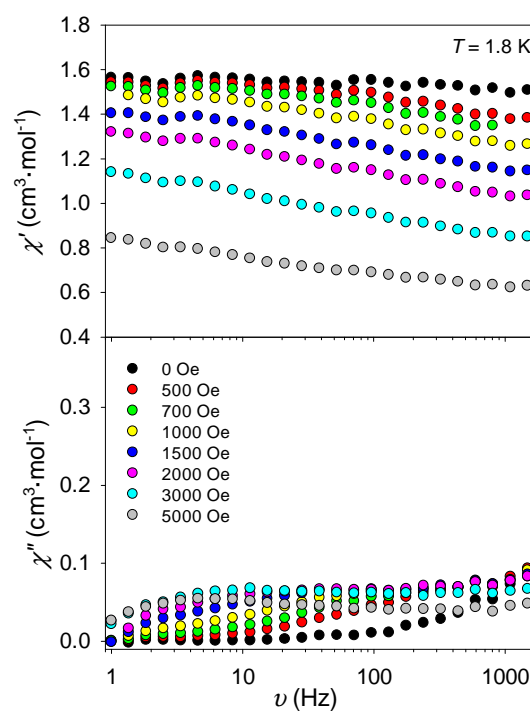 T = 1.8 K
χ′ (cm³·mol⁻¹)
1.8
1.6
1.4
1.2
1.0
0.8
0.6
0.4
0 Oe
500 Oe
700 Oe
1000 Oe
1500 Oe
2000 Oe
3000 Oe
5000 Oe
χ″ (cm³·mol⁻¹)
0.3
0.2
0.1
0.0
1 10 100 1000
υ (Hz)